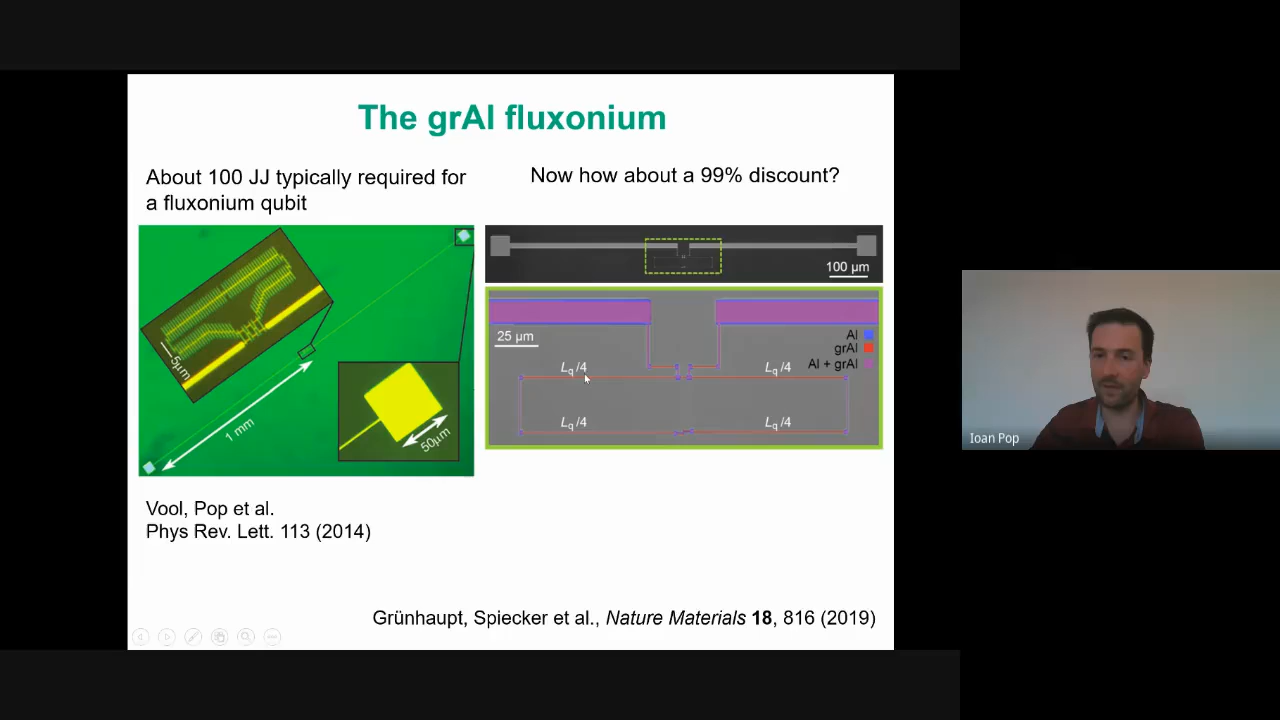 The grAl fluxonium
About 100 JJ typically required for
a fluxonium qubit
Now how about a 99% discount?
5μm
1 mm
50μm
100 μm
25 μm
Al
grAl
Al + grAl
Lq/4
Lq/4
Lq/4
Lq/4
Vool, Pop et al.
Phys Rev. Lett. 113 (2014)
Grünhaupt, Spiecker et al., Nature Materials 18, 816 (2019)
Ioan Pop